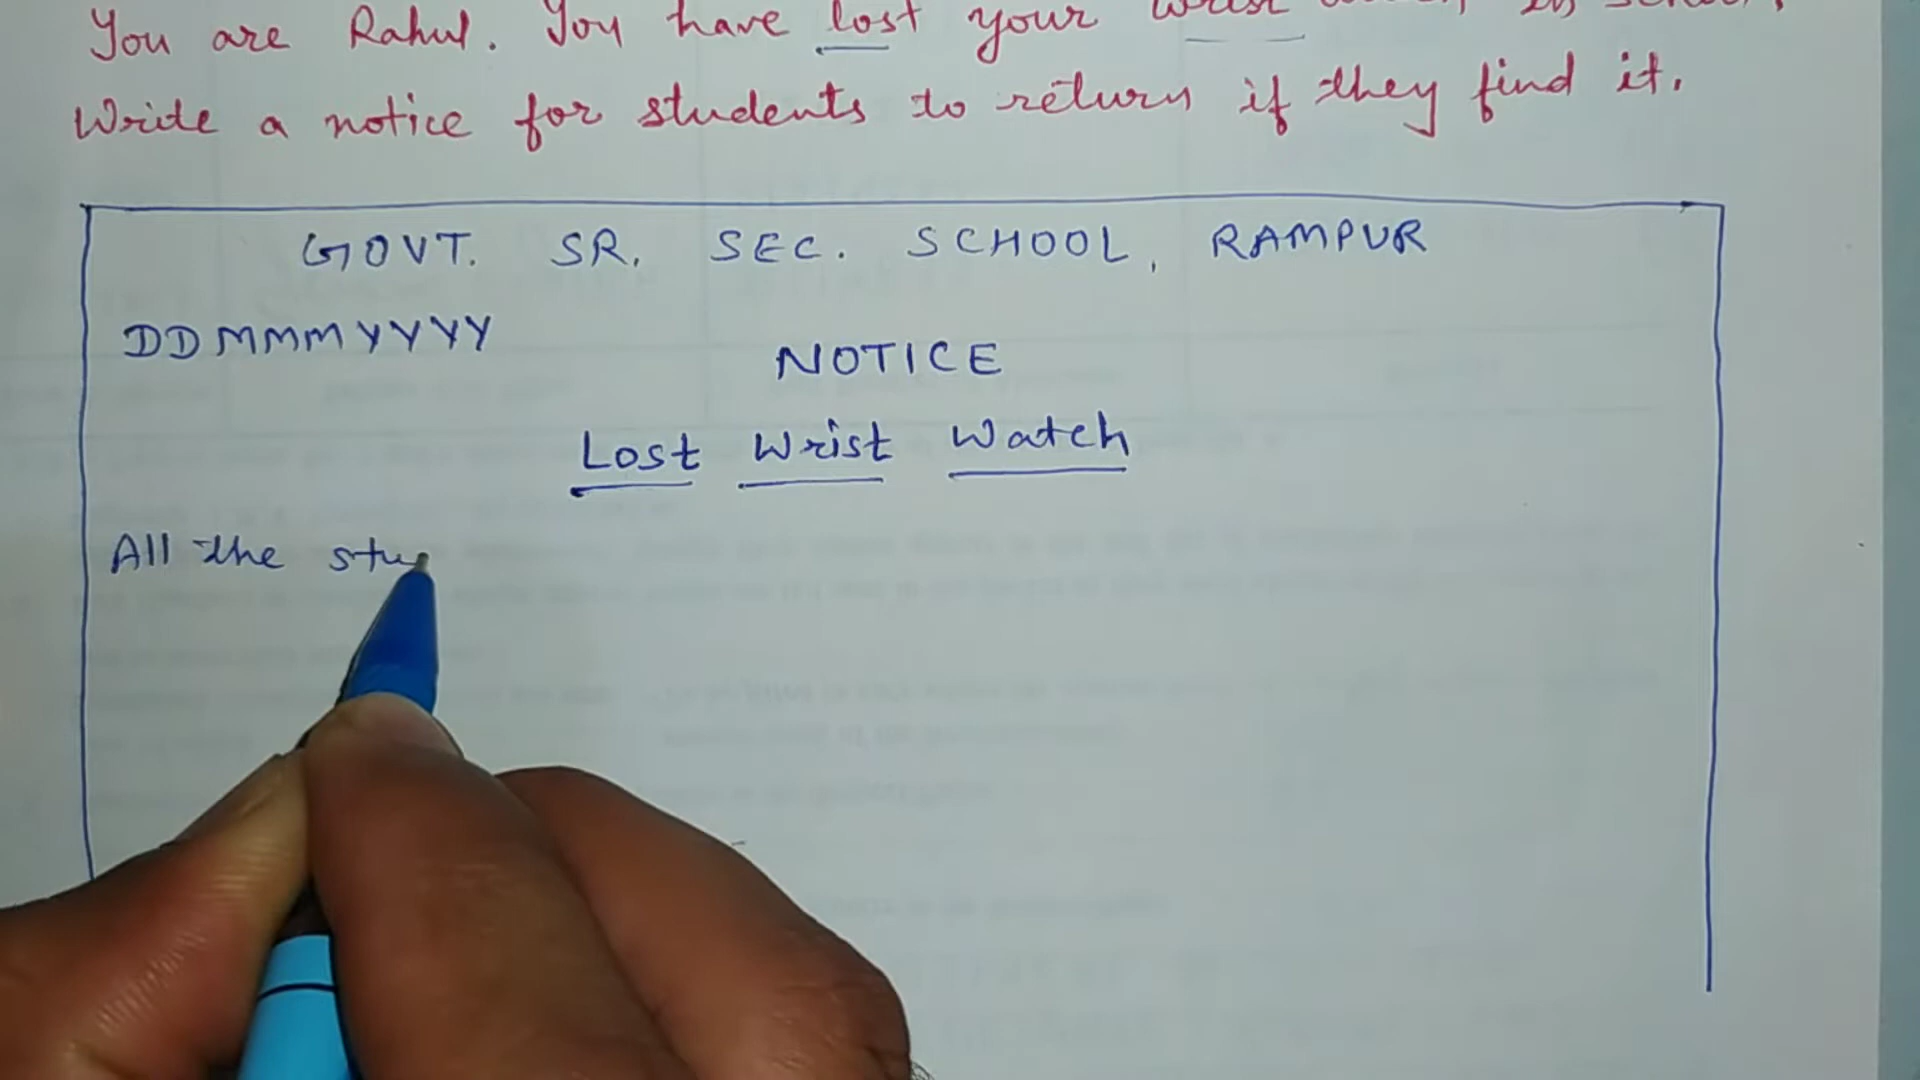 You are Rahul. You have lost your wrist
Write a notice for students to return if they find it.
GOVT. SR. SEC. SCHOOL, RAMPUR
DDMMMYYYY
NOTICE
Lost Wrist Watch
All the stu